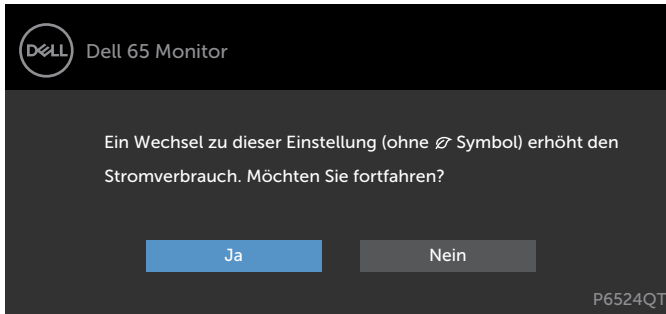 DELL Dell 65 Monitor
Ein Wechsel zu dieser Einstellung (ohne Symbol) erhöht den
Stromverbrauch. Möchten Sie fortfahren?
Ja Nein
P6524QT